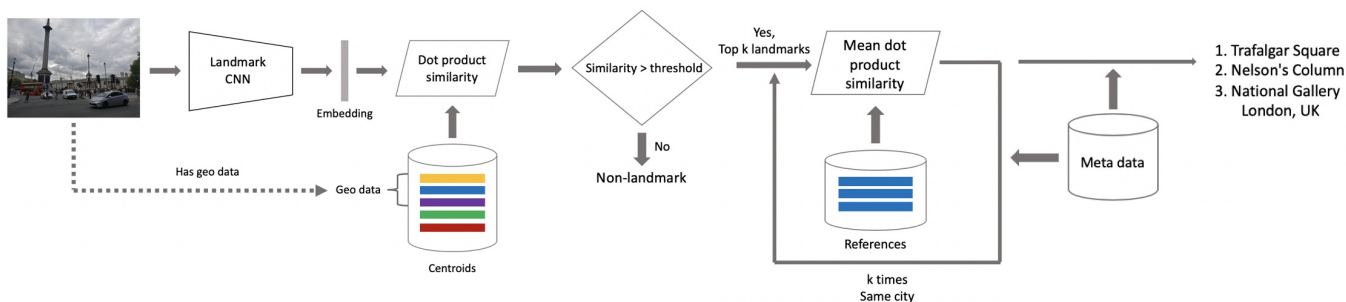 Landmark
CNN
Embedding
Dot product
similarity
Similarity > threshold
Yes,
Top k landmarks
No
Non-landmark
Mean dot
product
similarity
References
k times
Same city
Meta data
1. Trafalgar Square
2. Nelson's Column
3. National Gallery
London, UK
Has geo data
Geo data
Centroids